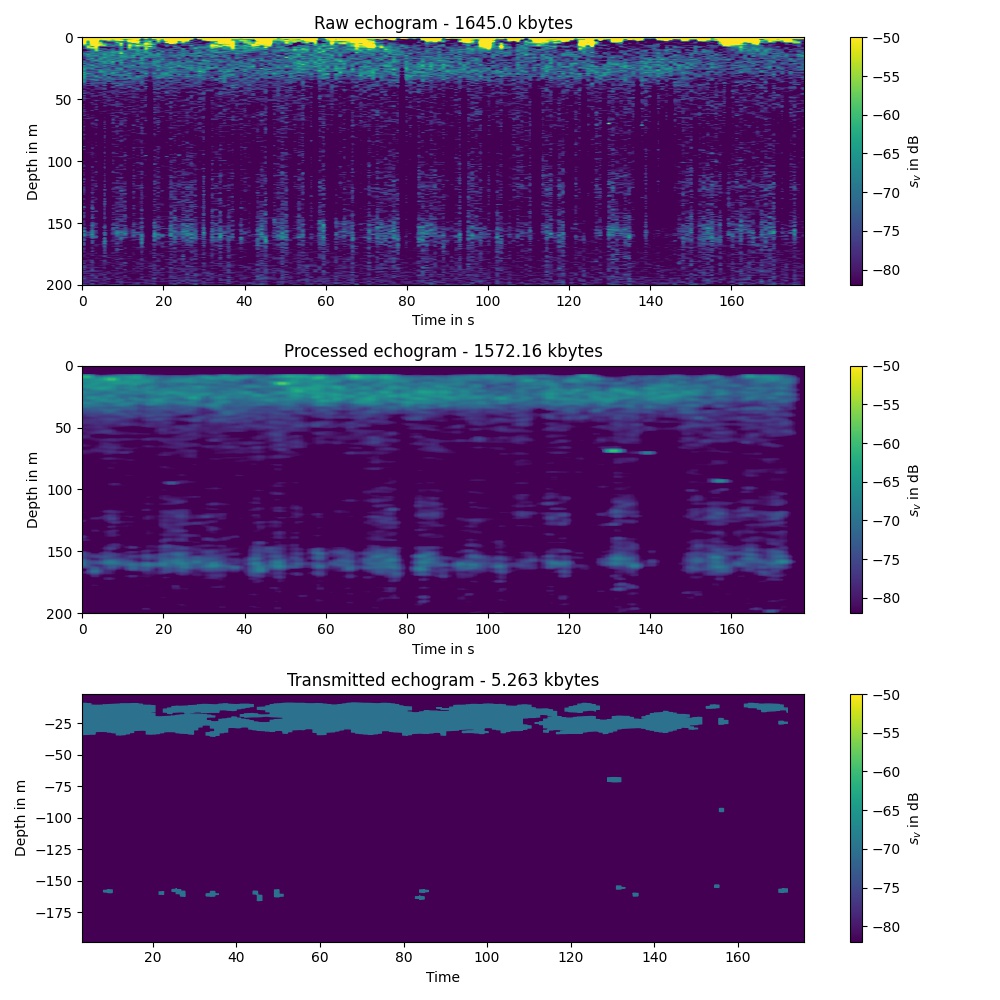 Raw echogram - 1645.0 kbytes
0
50
100
150
200
Depth in m
0 20 40 60 80 100 120 140 160
Time in s
−50
−55
−60
−65
−70
−75
−80
sv in dB
Processed echogram - 1572.16 kbytes
0
50
100
150
200
Depth in m
0 20 40 60 80 100 120 140 160
Time in s
−50
−55
−60
−65
−70
−75
−80
sv in dB
Transmitted echogram - 5.263 kbytes
−25
−50
−75
−100
−125
−150
−175
Depth in m
20 40 60 80 100 120 140 160
Time
−50
−55
−60
−65
−70
−75
−80
sv in dB